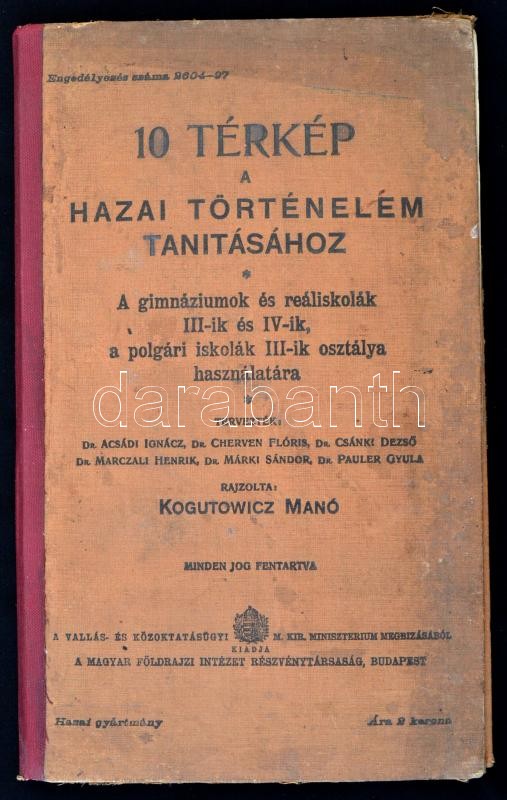 Engedélyezés száma 2604-97
10 TÉRKÉP
A
HAZAI TÖRTÉNELEM
TANITÁSÁHOZ
*
A gimnáziumok és reáliskolák
III-ik és IV-ik,
a polgári iskolák III-ik osztálya
használatára
*
darabanth
TERVEZTÉK:
DR. ACSÁDI IGNÁCZ, DR. CHERVEN FLÓRIS, DR. CSÁNKI DEZSŐ
DR. MARCZALI HENRIK, DR. MÁRKI SÁNDOR, DR. PAULER GYULA
RAJZOLTA:
KOGUTOWICZ MANÓ
MINDEN JOG FENTARTVA
A VALLÁS- ÉS KÖZOKTATÁSÜGYI M. KIR. MINISZTERIUM MEGBIZÁSÁBÓL
KIADJA
A MAGYAR FÖLDRAJZI INTÉZET RÉSZVÉNYTÁRSASÁG, BUDAPEST
Hazai gyártmány Ára 2 korona